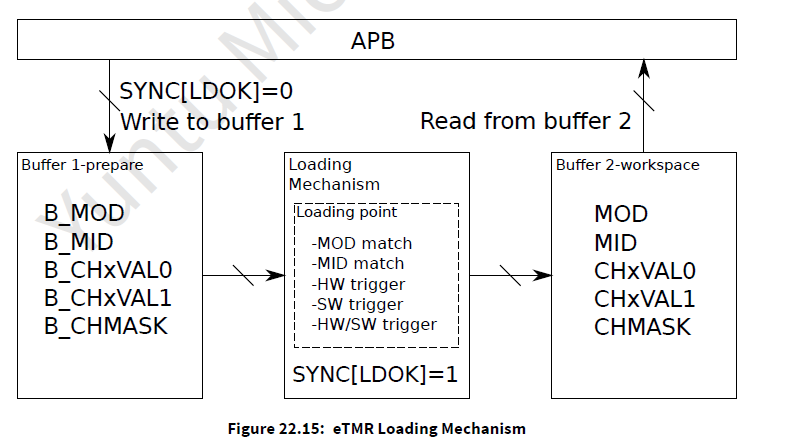 APB
SYNC[LDOK]=0
Write to buffer 1
Read from buffer 2
Buffer 1-prepare
B_MOD
B_MID
B_CHxVAL0
B_CHxVAL1
B_CHMASK
Loading
Mechanism
Loading point
-MOD match
-MID match
-HW trigger
-SW trigger
-HW/SW trigger
SYNC[LDOK]=1
Buffer 2-workspace
MOD
MID
CHxVAL0
CHxVAL1
CHMASK
Figure 22.15: eTMR Loading Mechanism
Yuntu